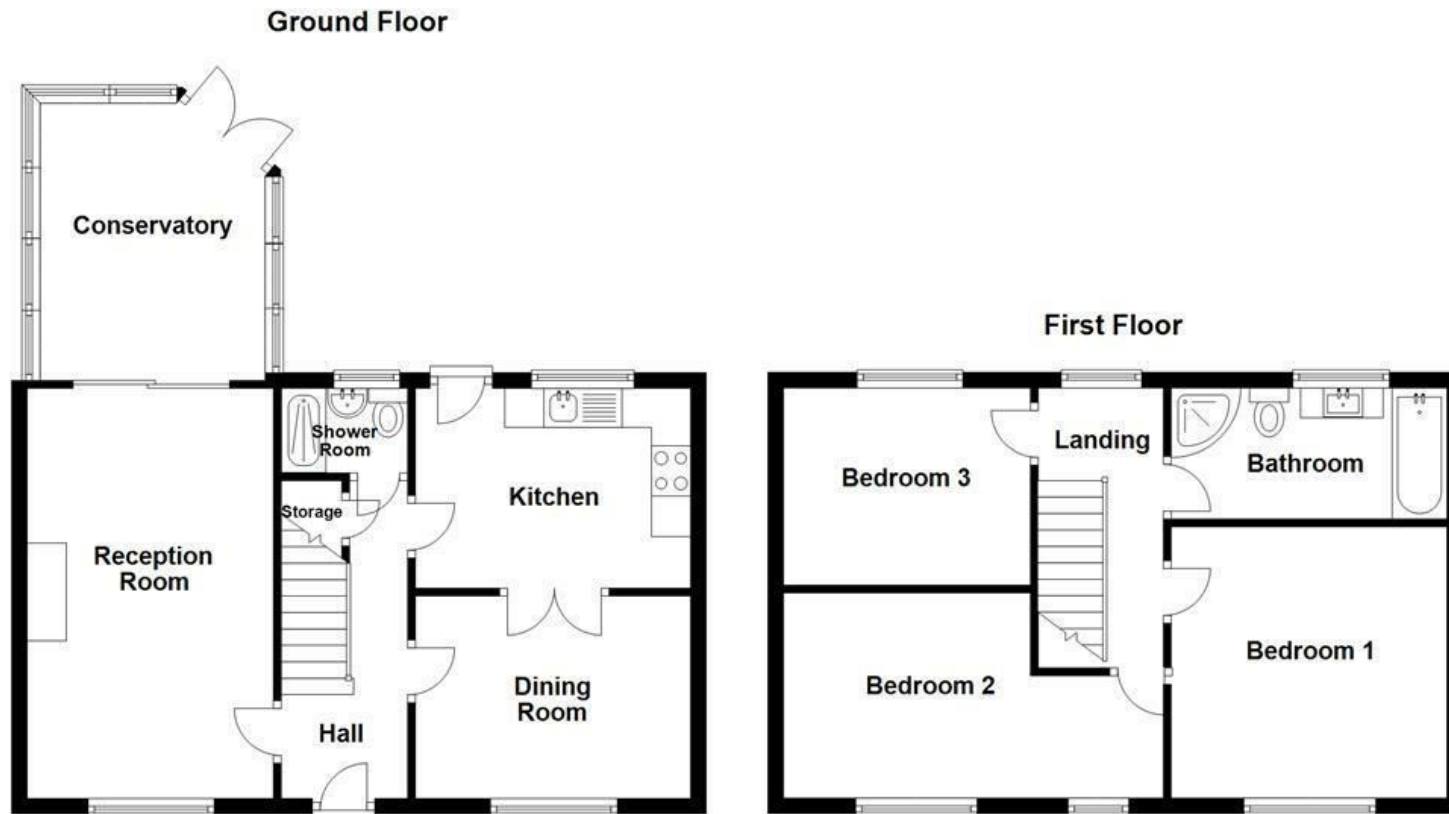 Ground Floor
Conservatory
Shower
Room
Storage
Kitchen
Reception
Room
Dining
Room
Hall
First Floor
Landing
Bedroom 3
Bathroom
Bedroom 2
Bedroom 1